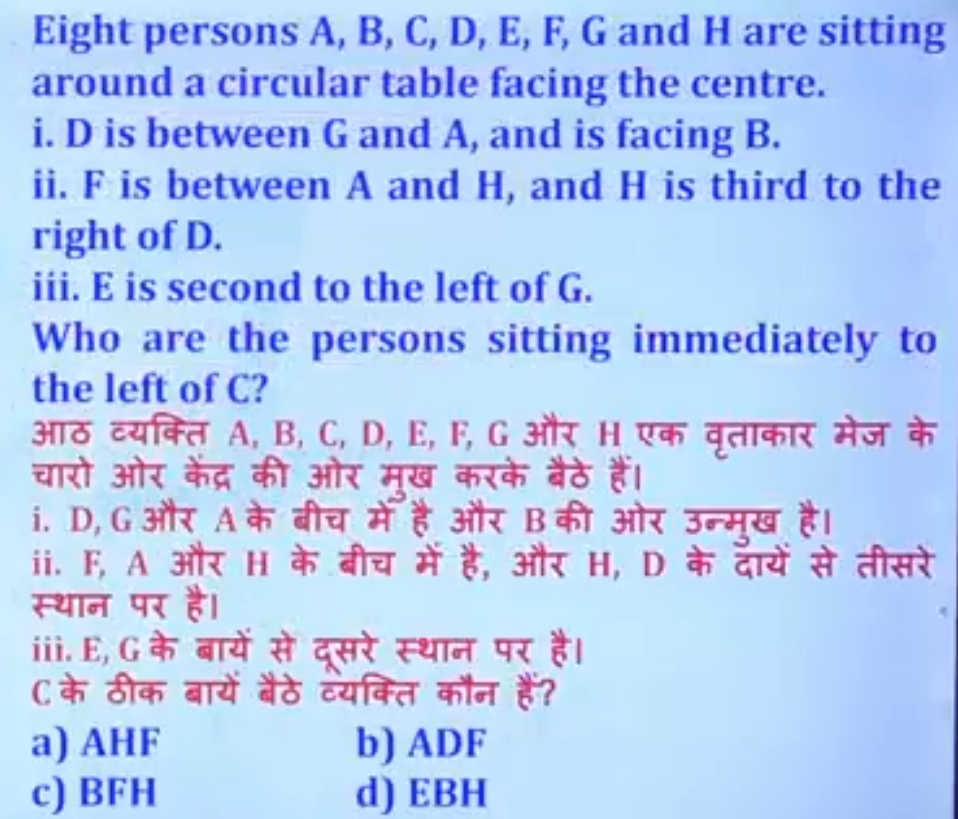 Eight persons A, B, C, D, E, F, G and H are sitting
around a circular table facing the centre.
i. D is between G and A, and is facing B.
ii. F is between A and H, and H is third to the
right of D.
iii. E is second to the left of G.
Who are the persons sitting immediately to
the left of C?
आठ व्यक्ति A, B, C, D, E, F, G और H एक वृताकार मेज के
चारो ओर केंद्र की ओर मुख करके बैठे हैं।
i. D, G और A के बीच में है और B की ओर उन्मुख है।
ii. F, A और H के बीच में है, और H, D के दायें से तीसरे
स्थान पर है।
iii. E, G के बायें से दूसरे स्थान पर है।
C के ठीक बायें बैठे व्यक्ति कौन हैं?
a) AHF b) ADF
c) BFH d) EBH